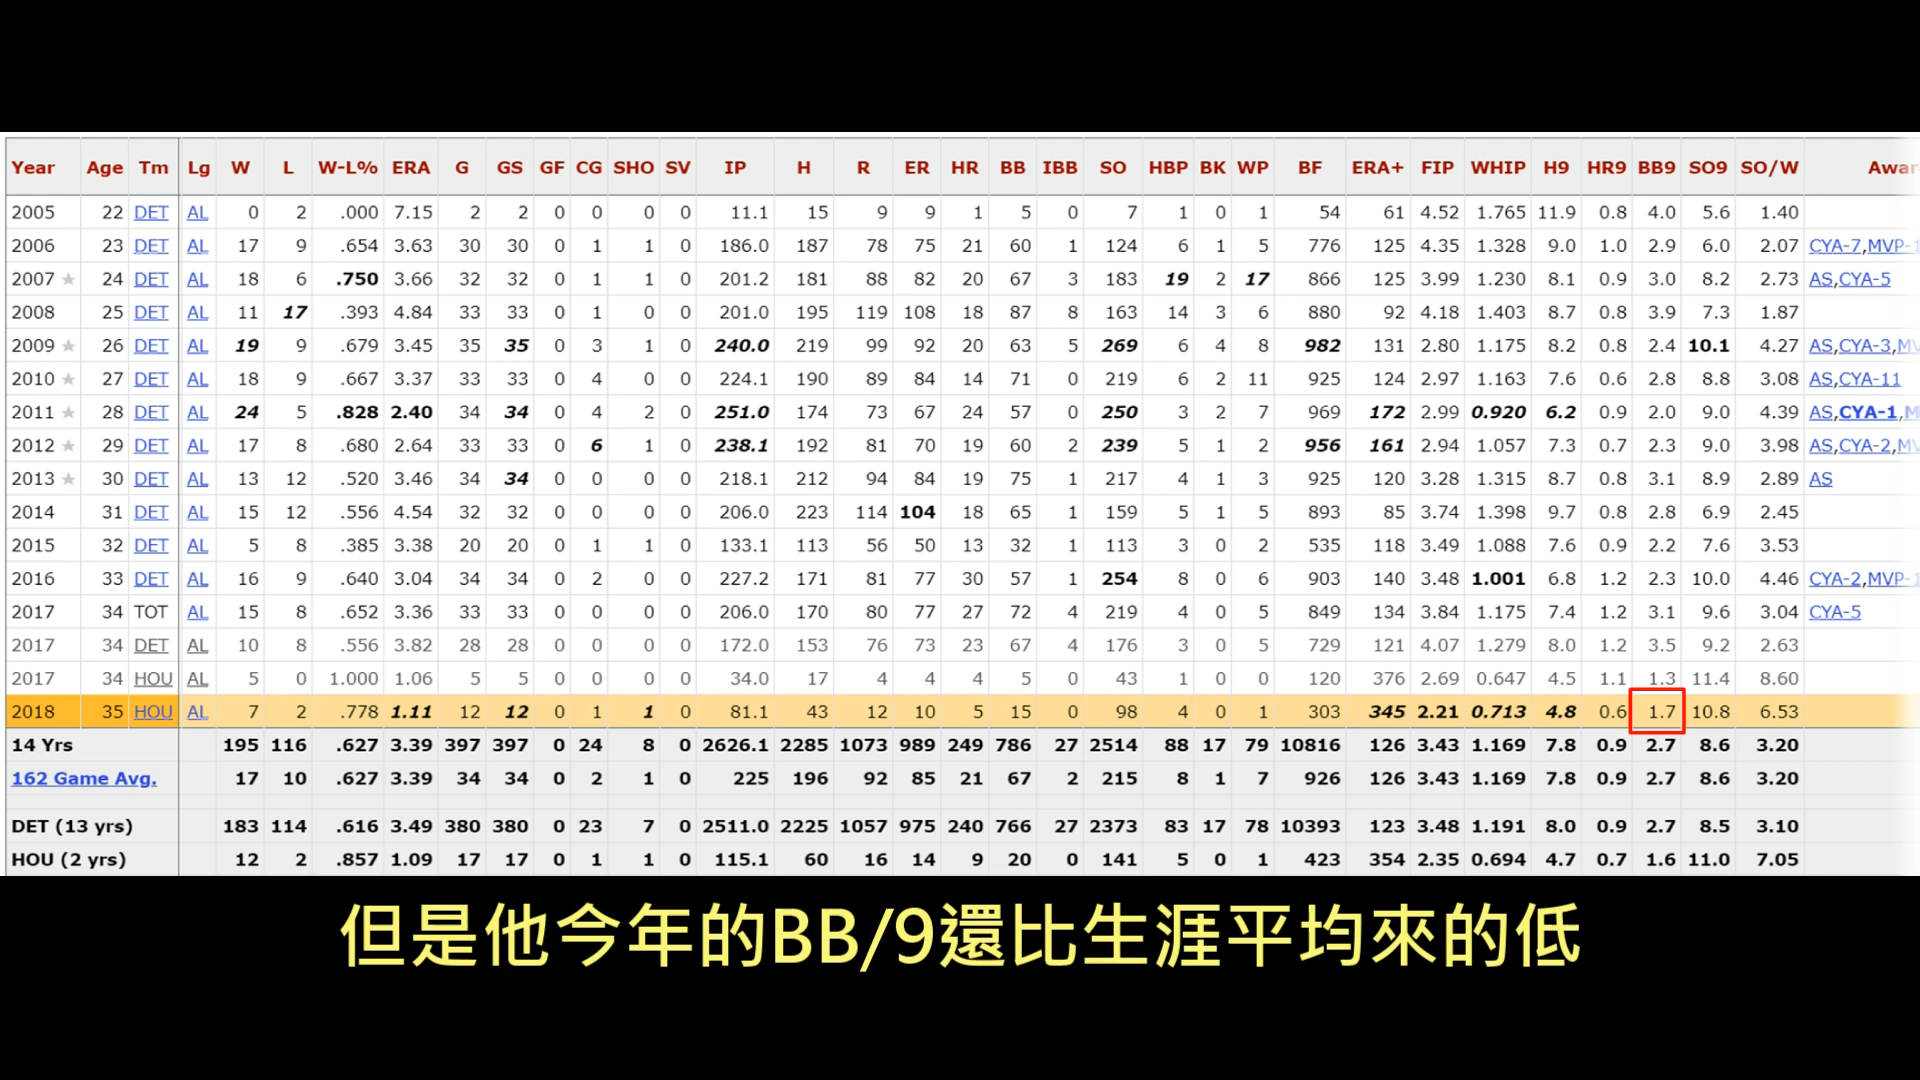 Year Age Tm Lg W L W-L% ERA G GS GF CG SHO SV IP H R ER HR BB IBB SO HBP BK WP BF ERA+ FIP WHIP H9 HR9 BB9 SO9 SO/W
2005 22 DET AL 0 2 .000 7.15 2 2 0 0 0 0 11.1 15 9 9 1 5 0 7 1 0 1 54 61 4.52 1.765 11.9 0.8 4.0 5.6 1.40
2006 23 DET AL 17 9 .654 3.63 30 30 0 1 1 0 186.0 187 78 75 21 60 1 124 6 1 5 776 125 4.35 1.328 9.0 1.0 2.9 6.0 2.07 CYA-7,MVP-1
2007 ★ 24 DET AL 18 6 .750 3.66 32 32 0 1 1 0 201.2 181 88 82 20 67 3 183 19 2 17 866 125 3.99 1.230 8.1 0.9 3.0 8.2 2.73 AS,CYA-5
2008 25 DET AL 11 17 .393 4.84 33 33 0 1 0 0 201.0 195 119 108 18 87 8 163 14 3 6 880 92 4.18 1.403 8.7 0.8 3.9 7.3 1.87
2009 ★ 26 DET AL 19 9 .679 3.45 35 35 0 3 1 0 240.0 219 99 92 20 63 5 269 6 4 8 982 131 2.80 1.175 8.2 0.8 2.4 10.1 4.27 AS,CYA-3,MV
2010 ★ 27 DET AL 18 9 .667 3.37 33 33 0 4 0 0 224.1 190 89 84 14 71 0 219 6 2 11 925 124 2.97 1.163 7.6 0.6 2.8 8.8 3.08 AS,CYA-11
2011 ★ 28 DET AL 24 5 .828 2.40 34 34 0 4 2 0 251.0 174 73 67 24 57 0 250 3 2 7 969 172 2.99 0.920 6.2 0.9 2.0 9.0 4.39 AS,CYA-1,M
2012 ★ 29 DET AL 17 8 .680 2.64 33 33 0 6 1 0 238.1 192 81 70 19 60 2 239 5 1 2 956 161 2.94 1.057 7.3 0.7 2.3 9.0 3.98 AS,CYA-2,MV
2013 ★ 30 DET AL 13 12 .520 3.46 34 34 0 0 0 0 218.1 212 94 84 19 75 1 217 4 1 3 925 120 3.28 1.315 8.7 0.8 3.1 8.9 2.89 AS
2014 31 DET AL 15 12 .556 4.54 32 32 0 0 0 0 206.0 223 114 104 18 65 1 159 5 1 5 893 85 3.74 1.398 9.7 0.8 2.8 6.9 2.45
2015 32 DET AL 5 8 .385 3.38 20 20 0 1 1 0 133.1 113 56 50 13 32 1 113 3 0 2 535 118 3.49 1.088 7.6 0.9 2.2 7.6 3.53
2016 33 DET AL 16 9 .640 3.04 34 34 0 2 0 0 227.2 171 81 77 30 57 1 254 8 0 6 903 140 3.48 1.001 6.8 1.2 2.3 10.0 4.46 CYA-2,MVP-1
2017 34 TOT AL 15 8 .652 3.36 33 33 0 0 0 0 206.0 170 80 77 27 72 4 219 4 0 5 849 134 3.84 1.175 7.4 1.2 3.1 9.6 3.04 CYA-5
2017 34 DET AL 10 8 .556 3.82 28 28 0 0 0 0 172.0 153 76 73 23 67 4 176 3 0 5 729 121 4.07 1.279 8.0 1.2 3.5 9.2 2.63
2017 34 HOU AL 5 0 1.000 1.06 5 5 0 0 0 0 34.0 17 4 4 4 5 0 43 1 0 0 120 376 2.69 0.647 4.5 1.1 1.3 11.4 8.60
2018 35 HOU AL 7 2 .778 1.11 12 12 0 1 1 0 81.1 43 12 10 5 15 0 98 4 0 1 303 345 2.21 0.713 4.8 0.6 1.7 10.8 6.53
14 Yrs 195 116 .627 3.39 397 397 0 24 8 0 2626.1 2285 1073 989 249 786 27 2514 88 17 79 10816 126 3.43 1.169 7.8 0.9 2.7 8.6 3.20
162 Game Avg. 17 10 .627 3.39 34 34 0 2 1 0 225 196 92 85 21 67 2 215 8 1 7 926 126 3.43 1.169 7.8 0.9 2.7 8.6 3.20
DET (13 yrs) 183 114 .616 3.49 380 380 0 23 7 0 2511.0 2225 1057 975 240 766 27 2373 83 17 78 10393 123 3.48 1.191 8.0 0.9 2.7 8.5 3.10
HOU (2 yrs) 12 2 .857 1.09 17 17 0 1 1 0 115.1 60 16 14 9 20 0 141 5 0 1 423 354 2.35 0.694 4.7 0.7 1.6 11.0 7.05
但是他今年的BB/9還比生涯平均來的低